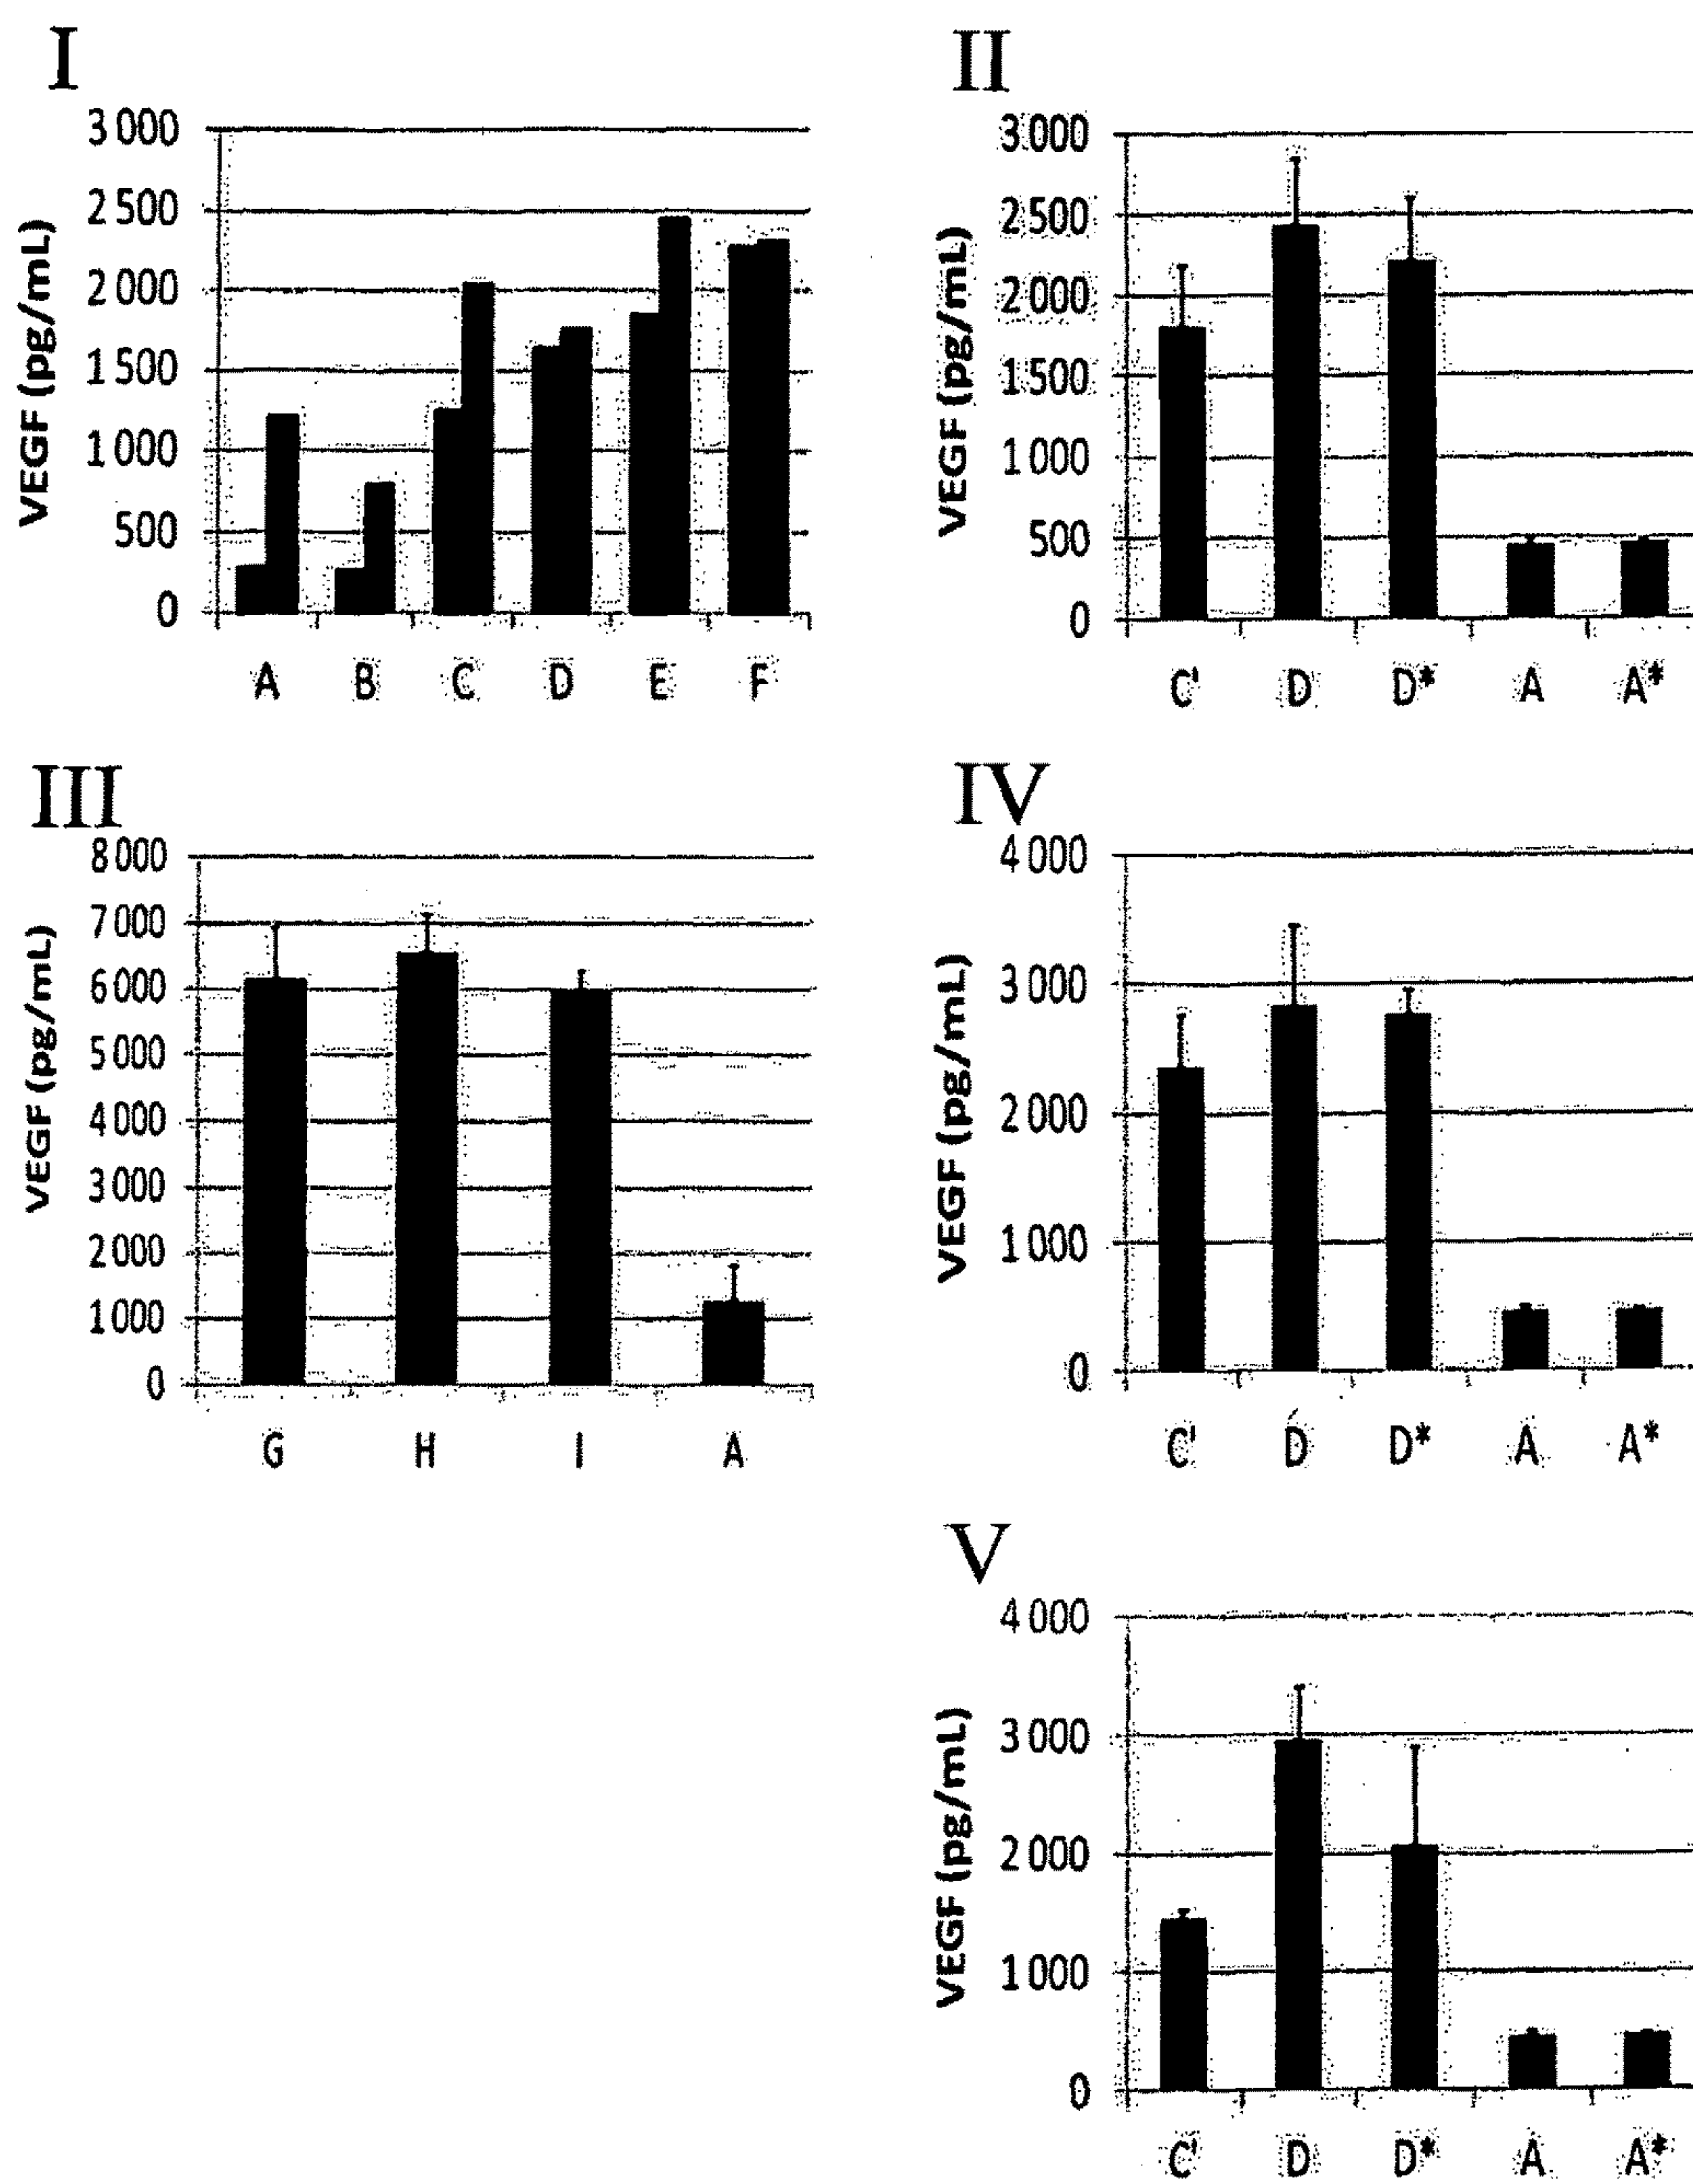 I
3 000
2 500
2 000
1 500
1 000
500
0
VEGF (pg/mL)
A B C D E F
II
3 000
2 500
2 000
1 500
1 000
500
0
VEGF (pg/mL)
C' D D* A A*
III
8 000
7 000
6 000
5 000
4 000
3 000
2 000
1 000
0
VEGF (pg/mL)
G H I A
IV
4 000
3 000
2 000
1 000
0
VEGF (pg/mL)
C' D D* A A*
V
4 000
3 000
2 000
1 000
0
VEGF (pg/mL)
C' D D* A A*